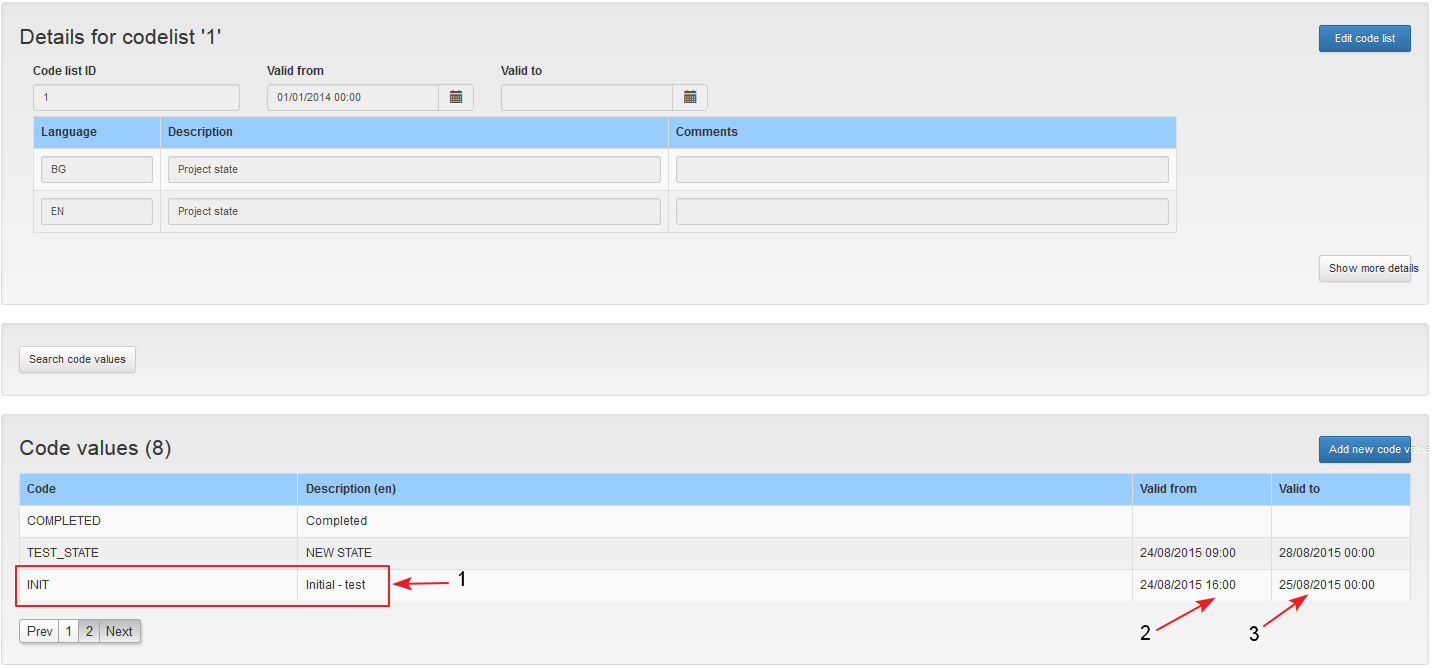 Details for codelist '1'
Edit code list
Code list ID Valid from Valid to
1 01/01/2014 00:00
Language Description Comments
BG Project state
EN Project state
Show more details
Search code values
Code values (8)
Add new code value
Code Description (en) Valid from Valid to
COMPLETED Completed
TEST_STATE NEW STATE 24/08/2015 09:00 28/08/2015 00:00
INIT Initial - test 1 24/08/2015 16:00 25/08/2015 00:00
2 3
Prev 1 2 Next